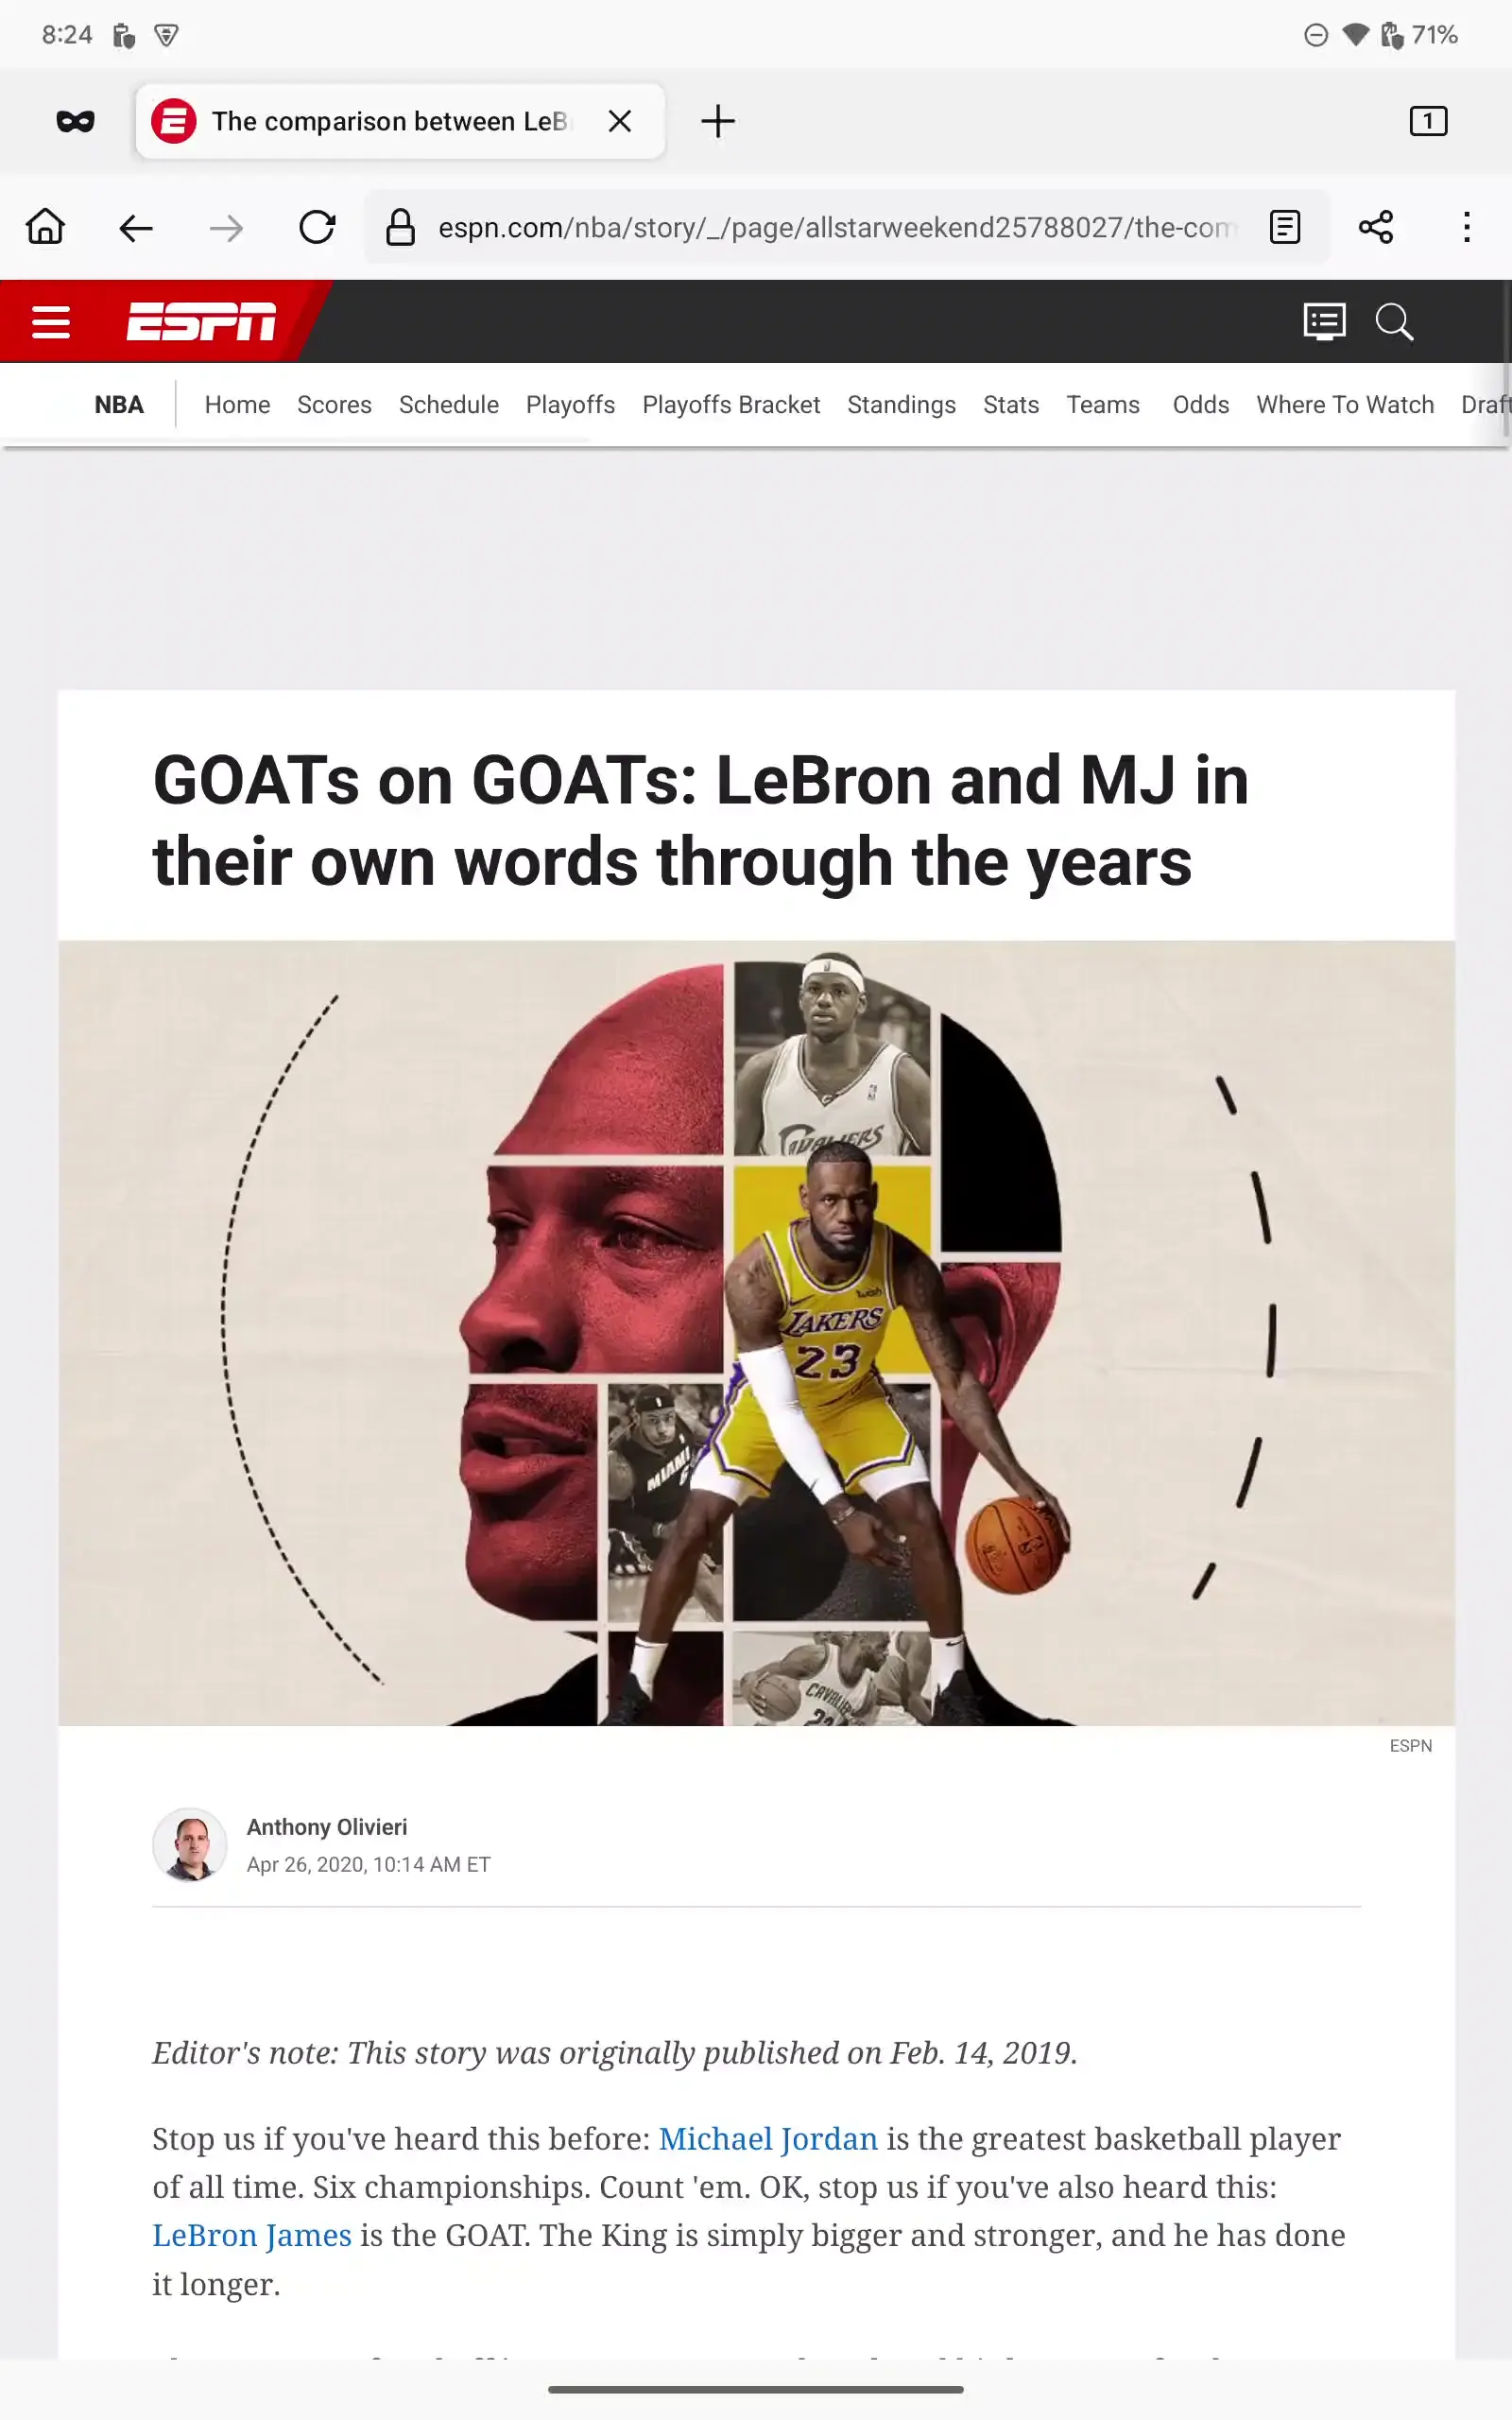 8:24
71%
The comparison between LeB
1
espn.com/nba/story/_/page/allstarweekend25788027/the-com
ESPN
NBA Home Scores Schedule Playoffs Playoffs Bracket Standings Stats Teams Odds Where To Watch Draft
GOATs on GOATs: LeBron and MJ in
their own words through the years
CAVALIERS
wish
LAKERS
23
MIAMI
6
CAVALIERS
23
ESPN
Anthony Olivieri
Apr 26, 2020, 10:14 AM ET
Editor's note: This story was originally published on Feb. 14, 2019.
Stop us if you've heard this before: Michael Jordan is the greatest basketball player
of all time. Six championships. Count 'em. OK, stop us if you've also heard this:
LeBron James is the GOAT. The King is simply bigger and stronger, and he has done
it longer.